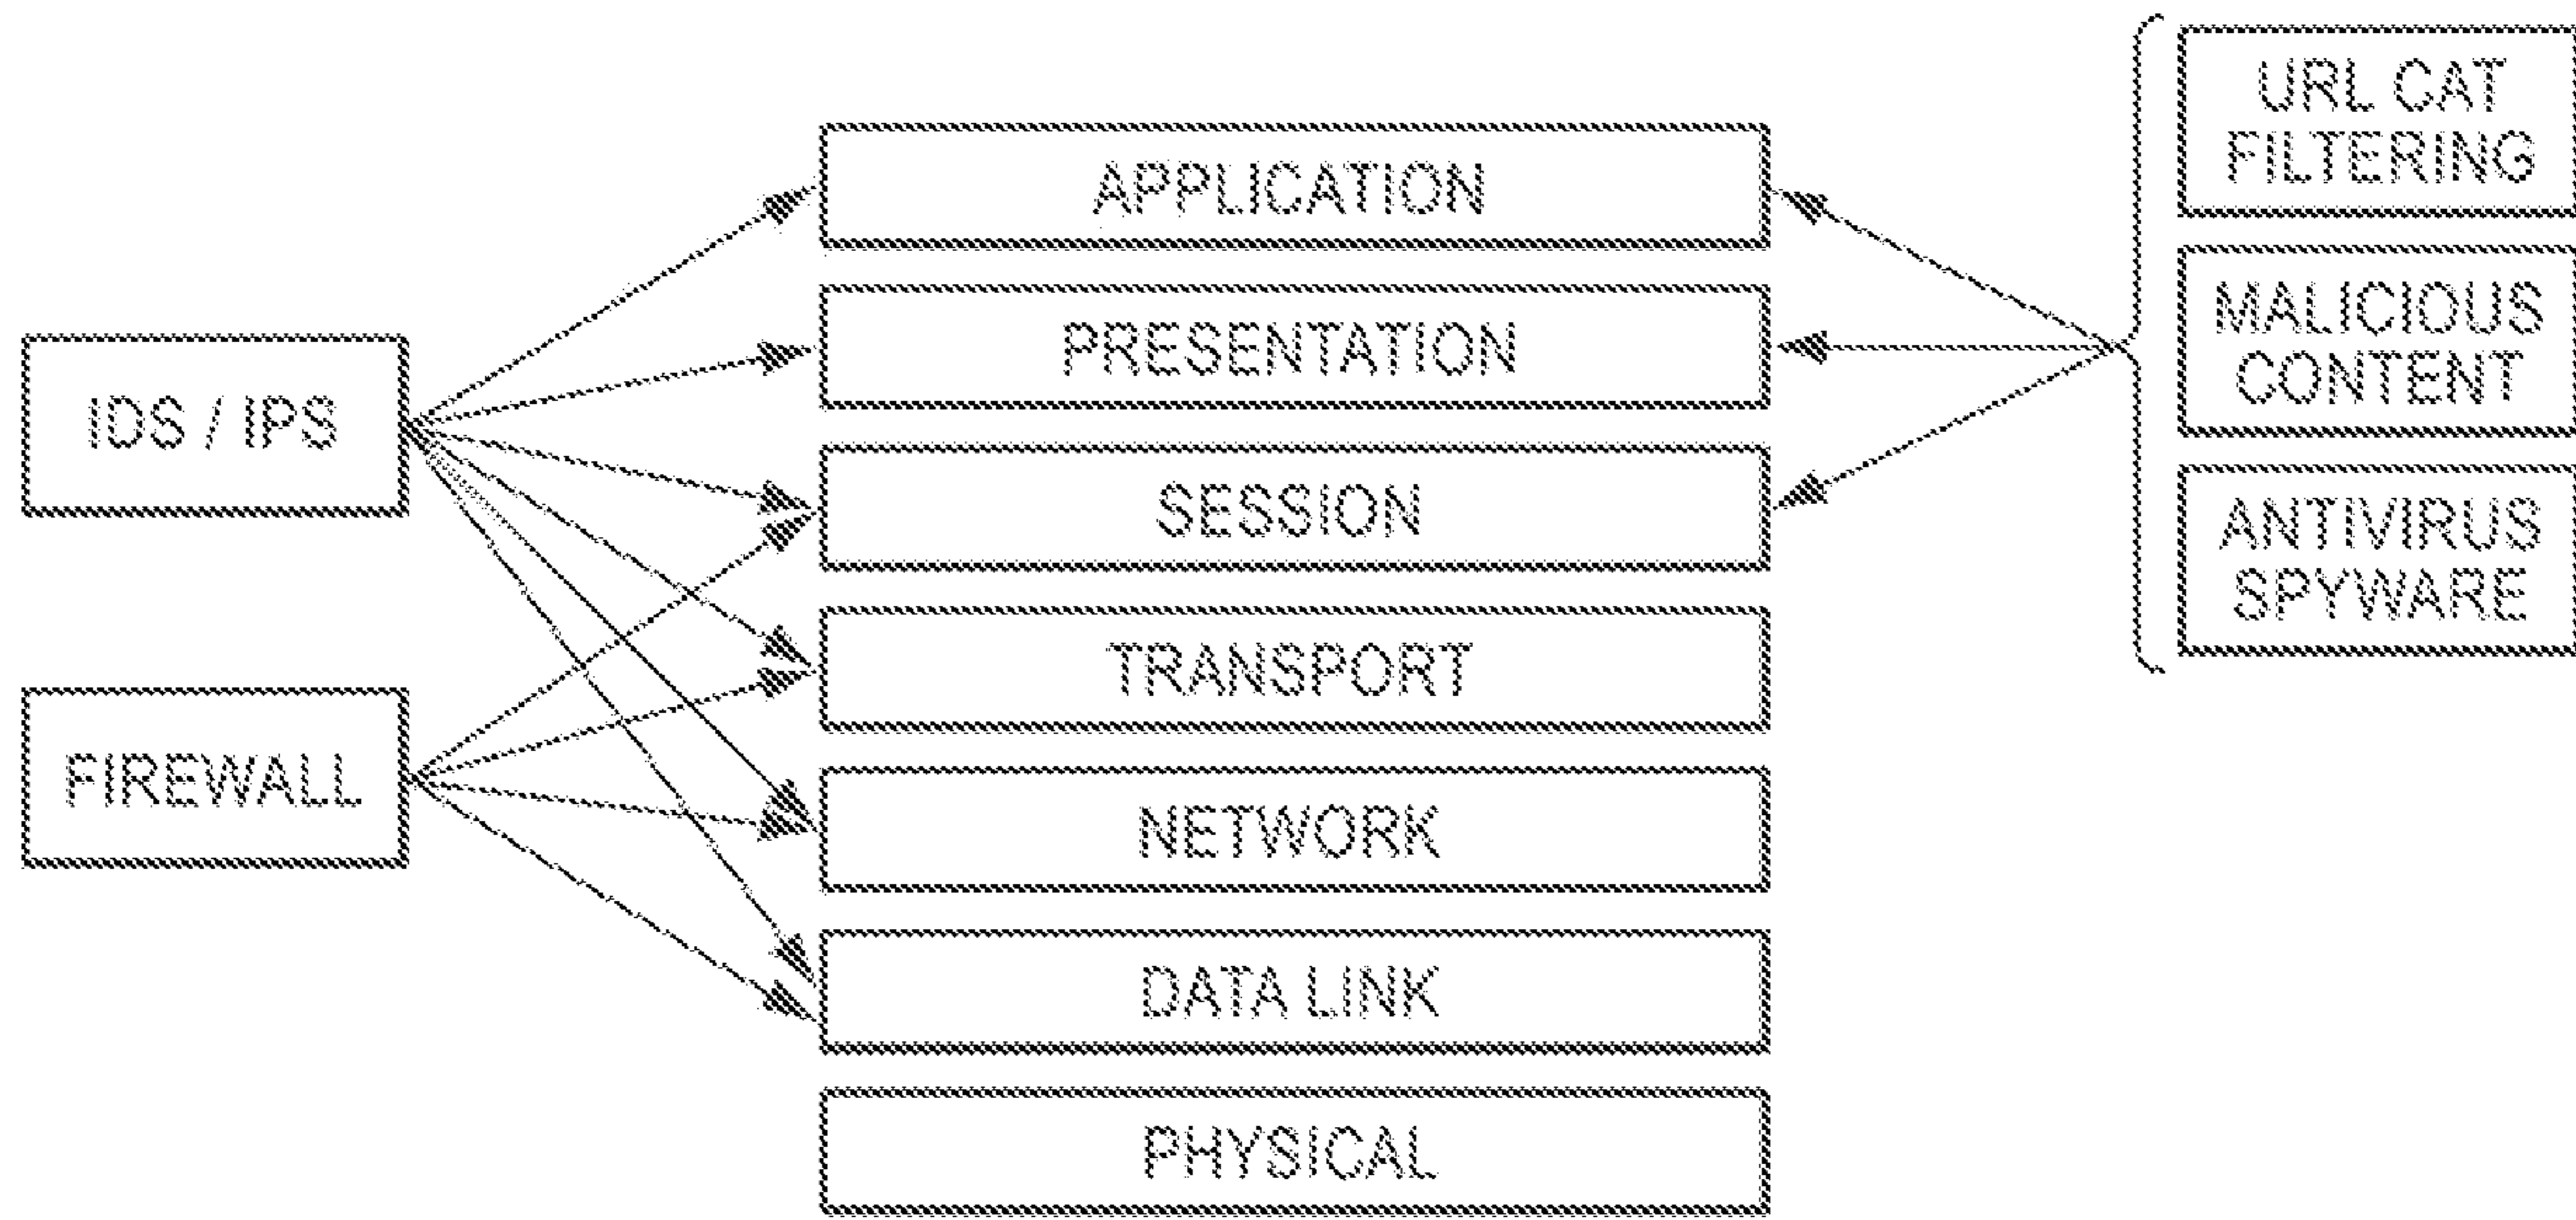 IDS / IPS
FIREWALL
APPLICATION
PRESENTATION
SESSION
TRANSPORT
NETWORK
DATA LINK
PHYSICAL
URL CAT
FILTERING
MALICIOUS
CONTENT
ANTIVIRUS
SPYWARE